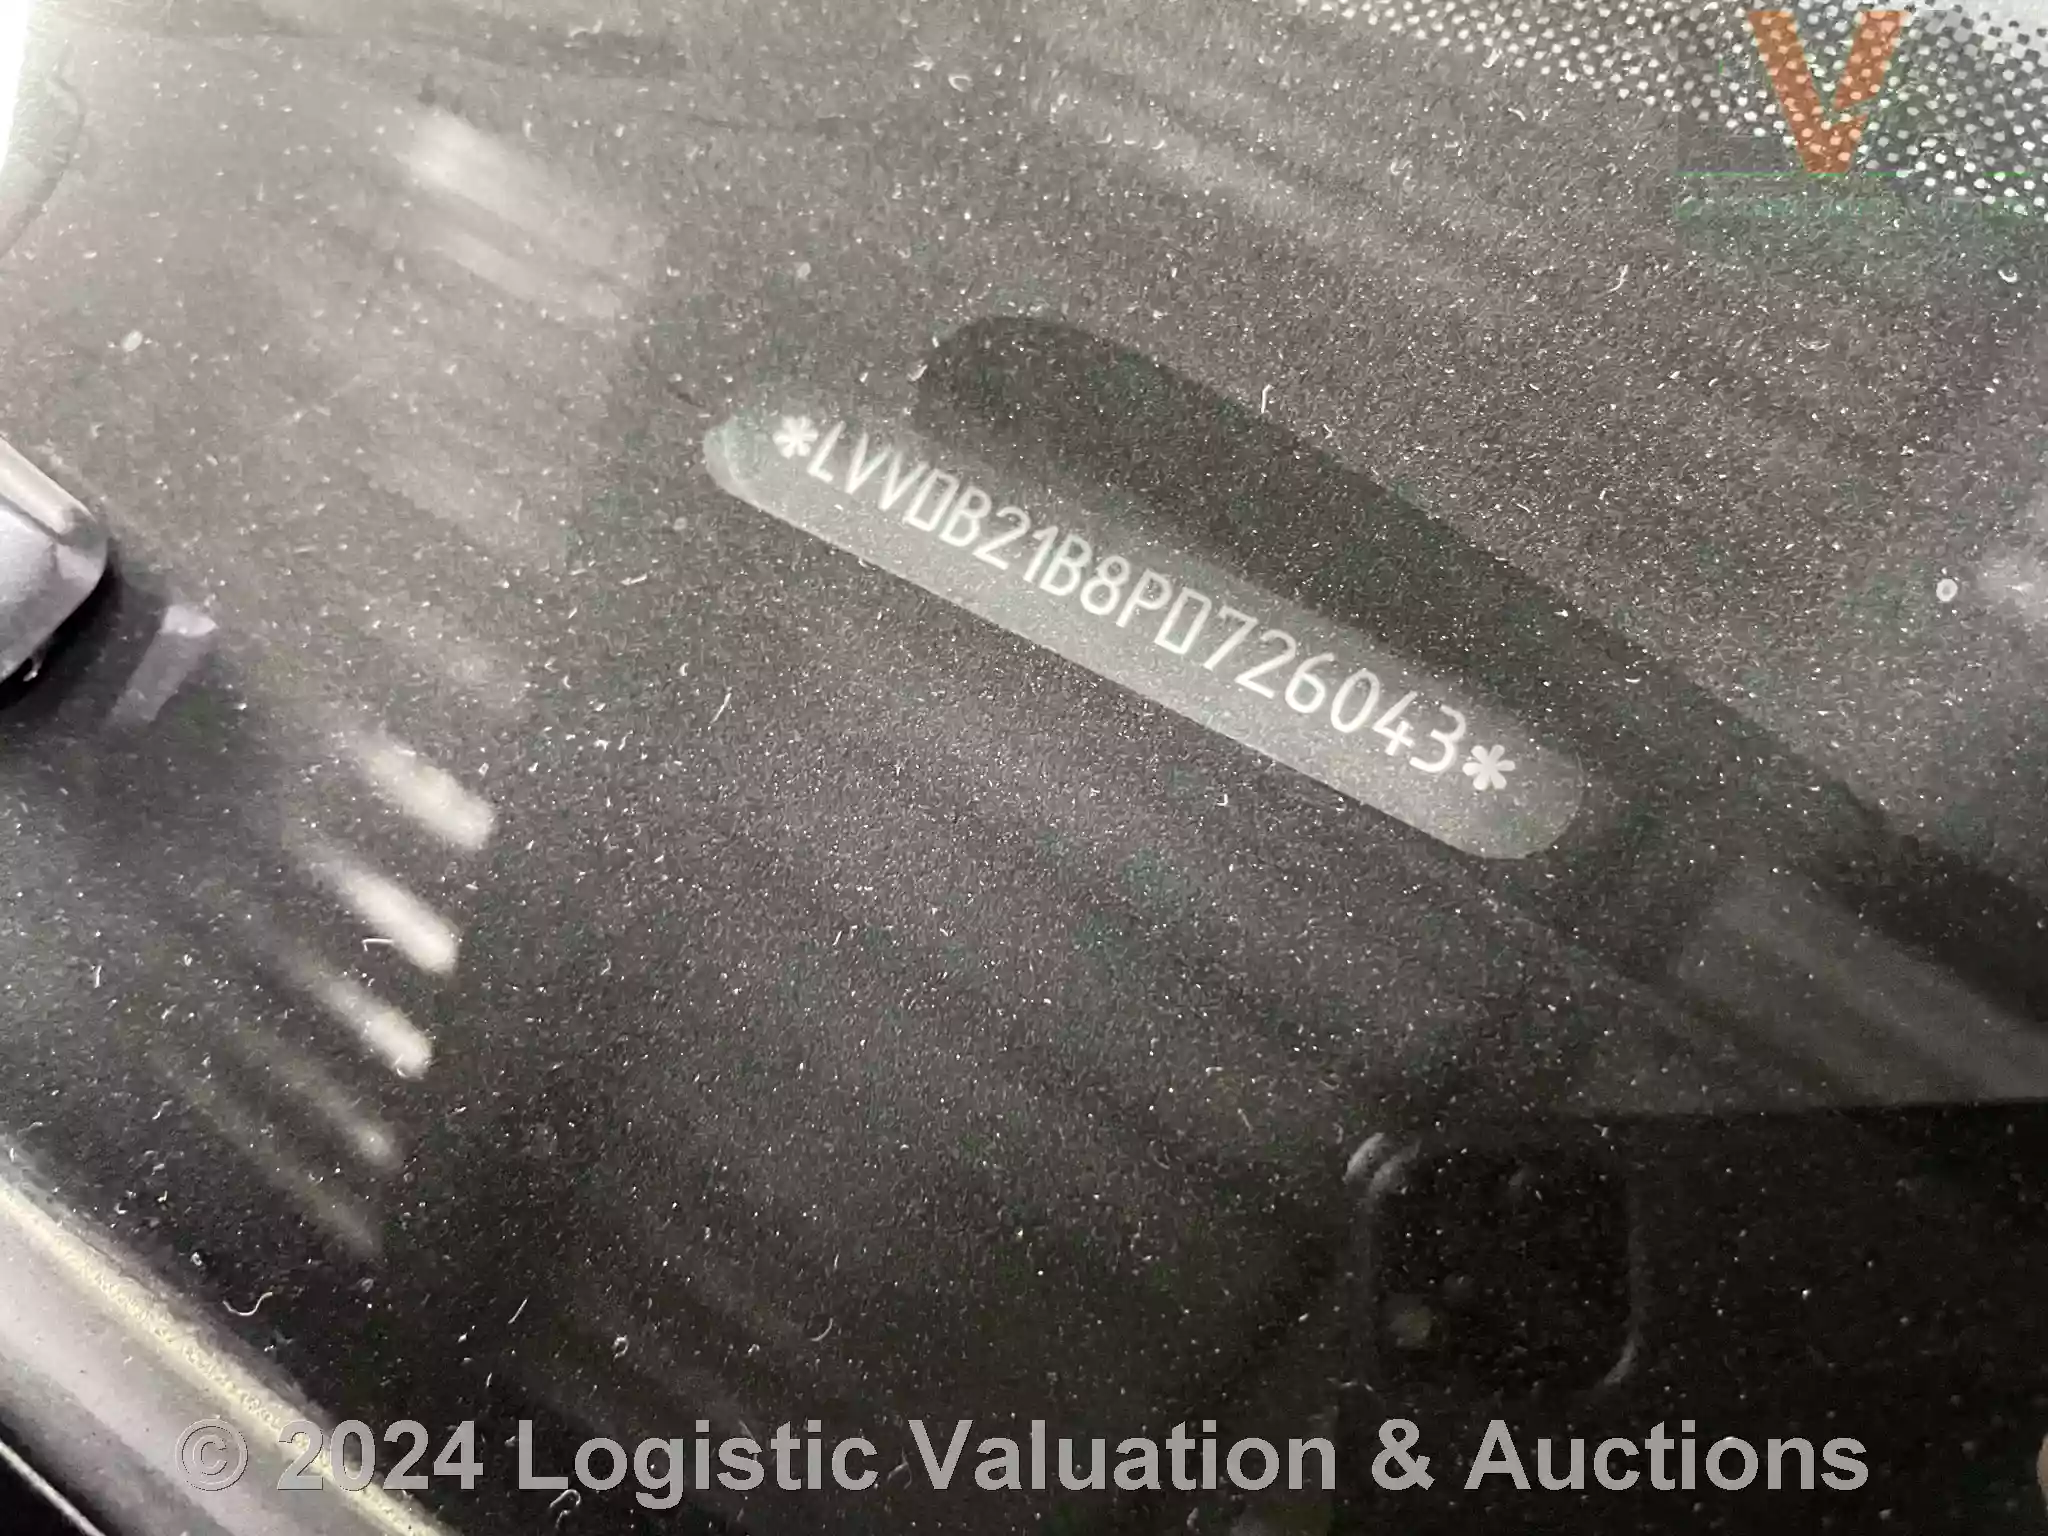 V
*LVVDB21B8PD726043*
© 2024 Logistic Valuation & Auctions